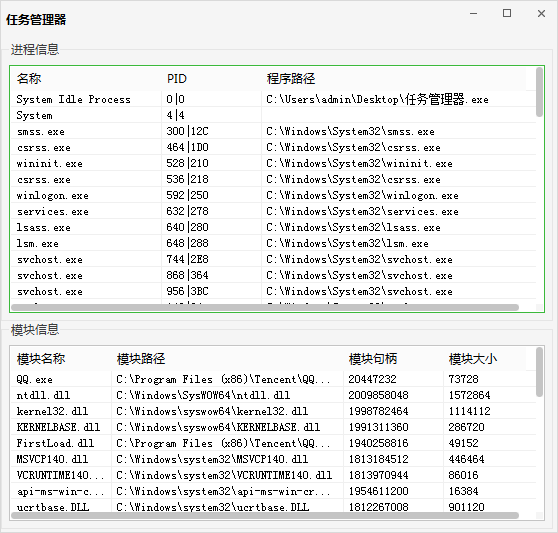 任务管理器
进程信息
名称 PID 程序路径
System Idle Process 0|0 C:\Users\admin\Desktop\任务管理器.exe
System 4|4
smss.exe 300|12C C:\Windows\System32\smss.exe
csrss.exe 464|1D0 C:\Windows\System32\csrss.exe
wininit.exe 528|210 C:\Windows\System32\wininit.exe
csrss.exe 536|218 C:\Windows\System32\csrss.exe
winlogon.exe 592|250 C:\Windows\System32\winlogon.exe
services.exe 632|278 C:\Windows\System32\services.exe
lsass.exe 640|280 C:\Windows\System32\lsass.exe
lsm.exe 648|288 C:\Windows\System32\lsm.exe
svchost.exe 744|2E8 C:\Windows\System32\svchost.exe
svchost.exe 868|364 C:\Windows\System32\svchost.exe
svchost.exe 956|3BC C:\Windows\System32\svchost.exe
模块信息
模块名称 模块路径 模块句柄 模块大小
QQ.exe C:\Program Files (x86)\Tencent\QQ... 20447232 73728
ntdll.dll C:\Windows\SysWOW64\ntdll.dll 2009858048 1572864
kernel32.dll C:\Windows\syswow64\kernel32.dll 1998782464 1114112
KERNELBASE.dll C:\Windows\syswow64\KERNELBASE.dll 1991311360 286720
FirstLoad.dll C:\Program Files (x86)\Tencent\QQ... 1940258816 49152
MSVCP140.dll C:\Windows\system32\MSVCP140.dll 1813184512 446464
VCRUNTIME140... C:\Windows\system32\VCRUNTIME140.dll 1813970944 86016
api-ms-win-c... C:\Windows\system32\api-ms-win-cr... 1954611200 16384
ucrtbase.DLL C:\Windows\system32\ucrtbase.DLL 1812267008 901120